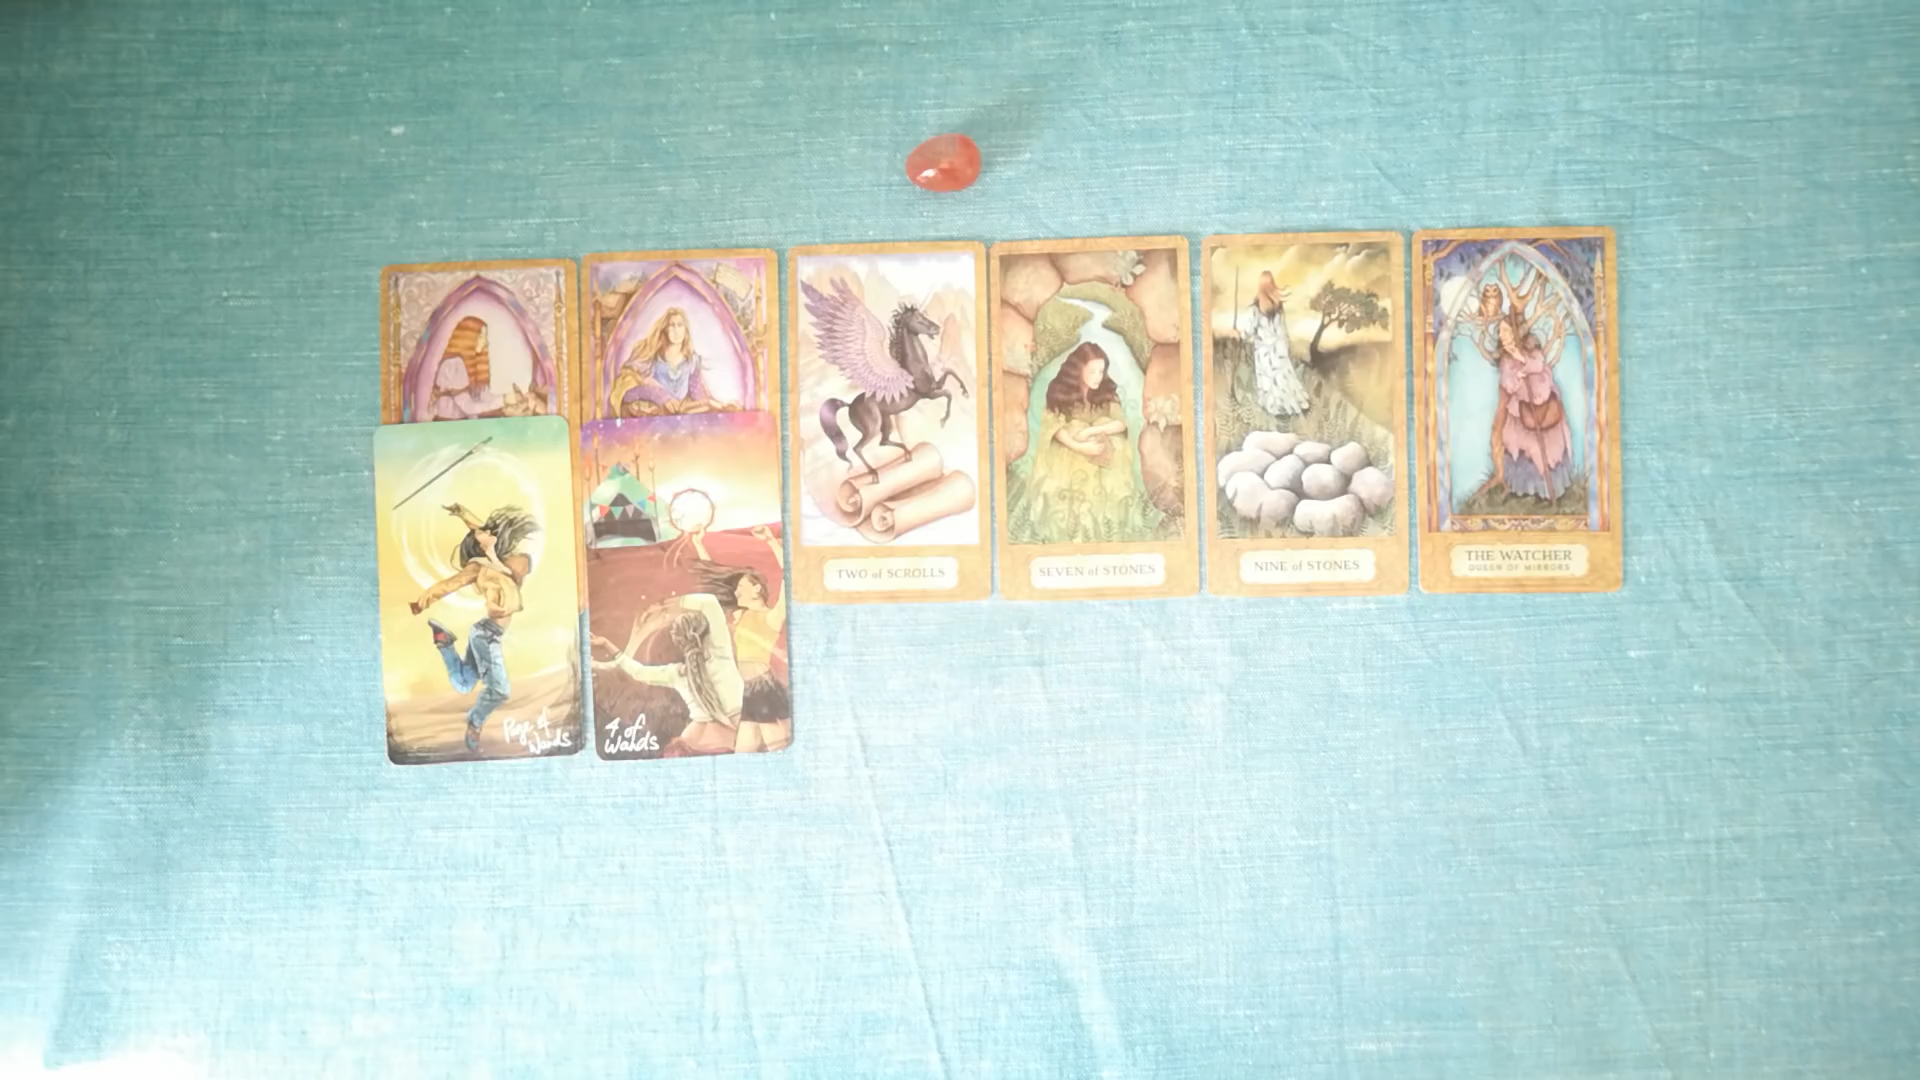 TWO of SCROLLS
SEVEN of STONES
NINE of STONES
THE WATCHER
QUEEN OF MIRRORS
Page of
Wands
4 of
Wands